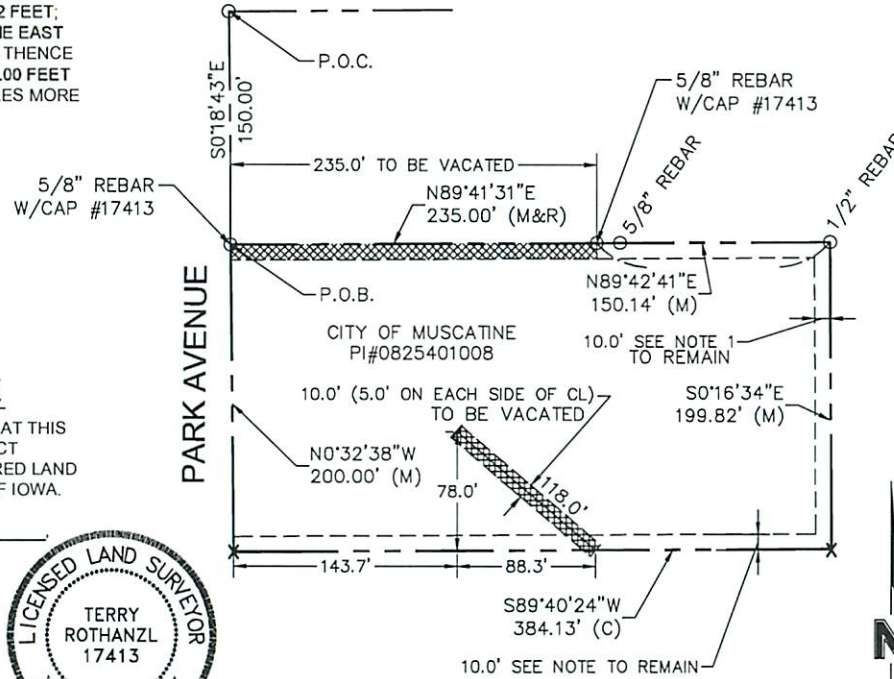 2 FEET;
IE EAST
THENCE
.00 FEET
ES MORE
P.O.C.
S0°18'43"E
150.00'
5/8" REBAR
W/CAP #17413
5/8" REBAR
1/2" REBAR
235.0' TO BE VACATED
5/8" REBAR
W/CAP #17413
N89°41'31"E
235.00' (M&R)
P.O.B.
N89°42'41"E
150.14' (M)
PARK AVENUE
CITY OF MUSCATINE
PI#0825401008
10.0' SEE NOTE 1
TO REMAIN
10.0' (5.0' ON EACH SIDE OF CL)
TO BE VACATED
S0°16'34"E
199.82' (M)
AT THIS
CT
RED LAND
F IOWA.
N0°32'38"W
200.00' (M)
78.0'
118.0'
143.7'
88.3'
S89°40'24"W
384.13' (C)
10.0' SEE NOTE TO REMAIN
LICENSED LAND SURVEYOR
TERRY
ROTHANZL
17413
N